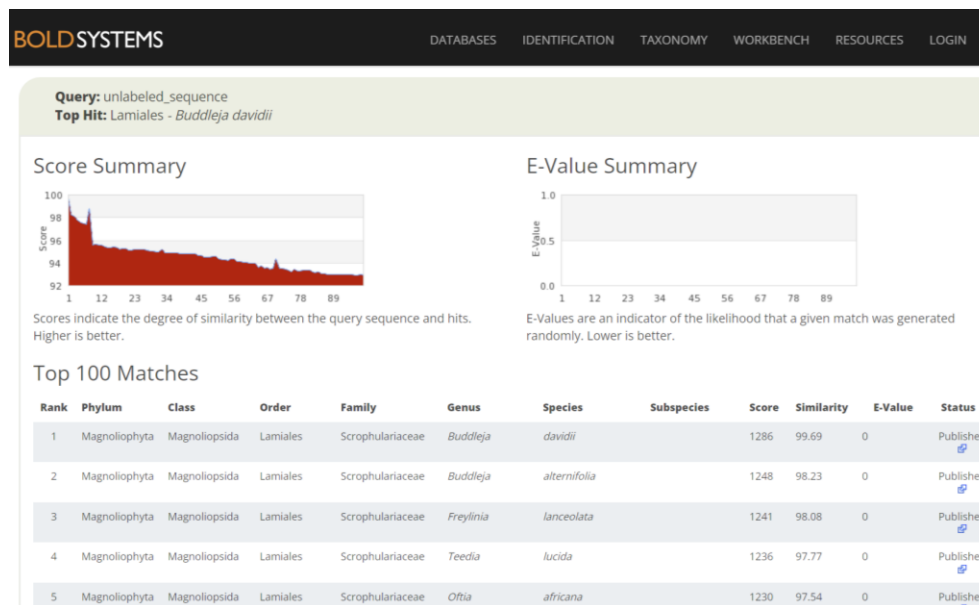 BOLDSYSTEMS DATABASES IDENTIFICATION TAXONOMY WORKBENCH RESOURCES LOGIN
Query: unlabeled_sequence
Top Hit: Lamiales - Buddleja davidii
Score Summary
100
98
96
94
92
Score
1 12 23 34 45 56 67 78 89
Scores indicate the degree of similarity between the query sequence and hits.
Higher is better.
E-Value Summary
1.0
0.5
0.0
E-Value
1 12 23 34 45 56 67 78 89
E-Values are an indicator of the likelihood that a given match was generated
randomly. Lower is better.
Top 100 Matches
Rank Phylum Class Order Family Genus Species Subspecies Score Similarity E-Value Status
1 Magnoliophyta Magnoliopsida Lamiales Scrophulariaceae Buddleja davidii 1286 99.69 0 Publishe
2 Magnoliophyta Magnoliopsida Lamiales Scrophulariaceae Buddleja alternifolia 1248 98.23 0 Publishe
3 Magnoliophyta Magnoliopsida Lamiales Scrophulariaceae Freylinia lanceolata 1241 98.08 0 Publishe
4 Magnoliophyta Magnoliopsida Lamiales Scrophulariaceae Teedia lucida 1236 97.77 0 Publishe
5 Magnoliophyta Magnoliopsida Lamiales Scrophulariaceae Oftia africana 1230 97.54 0 Publishe